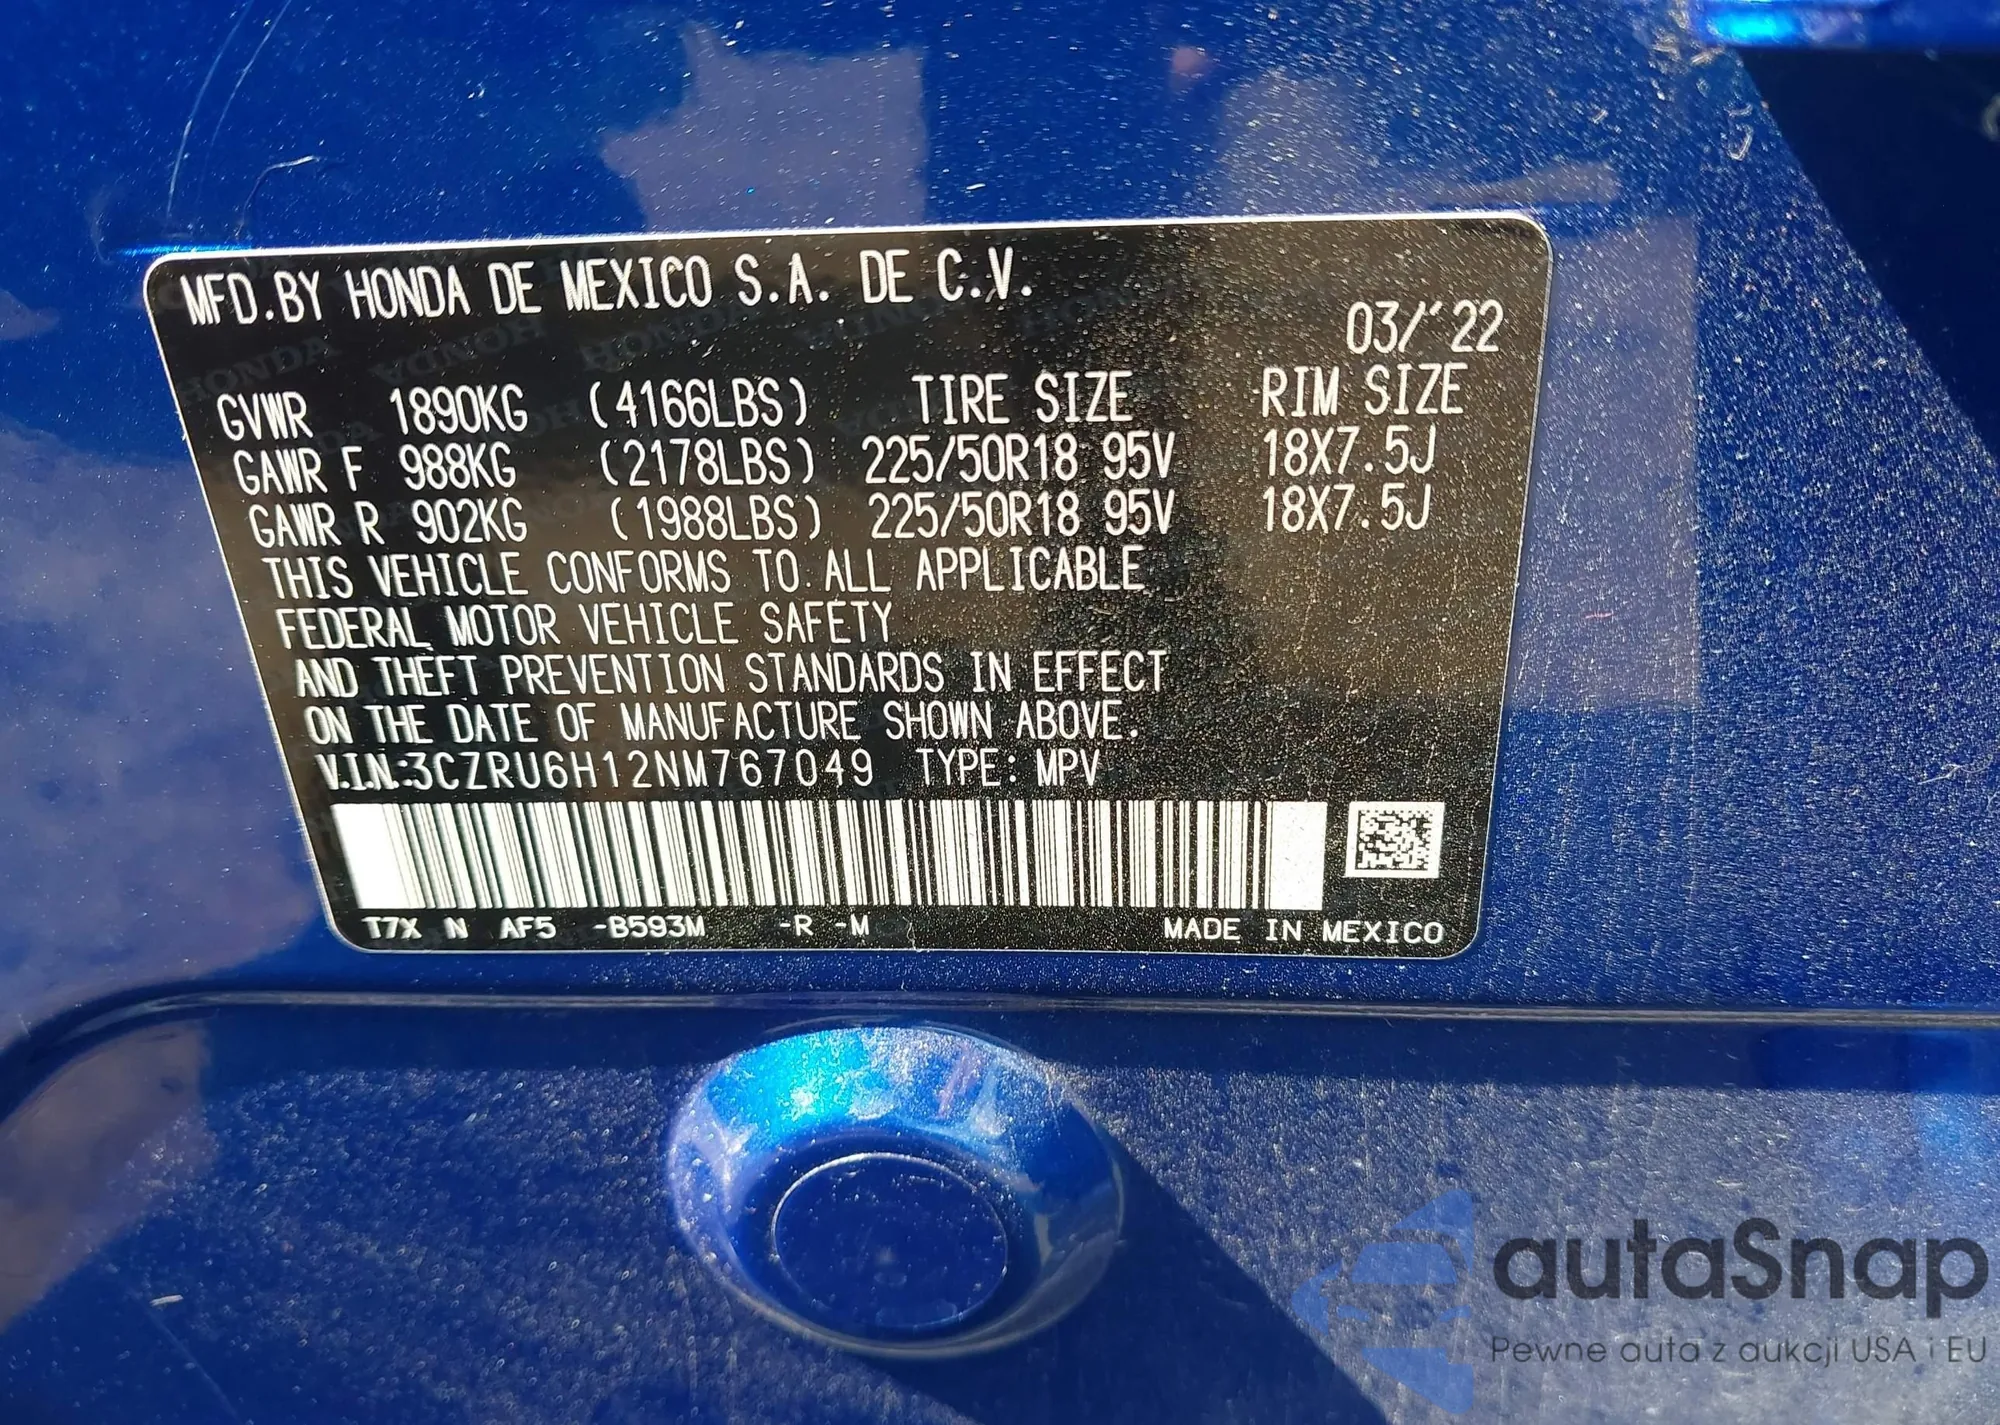 MFD.BY HONDA DE MEXICO S.A. DE C.V.
03/'22
GVWR 1890KG (4166LBS) TIRE SIZE RIM SIZE
GAWR F 988KG (2178LBS) 225/50R18 95V 18X7.5J
GAWR R 902KG (1988LBS) 225/50R18 95V 18X7.5J
THIS VEHICLE CONFORMS TO ALL APPLICABLE
FEDERAL MOTOR VEHICLE SAFETY
AND THEFT PREVENTION STANDARDS IN EFFECT
ON THE DATE OF MANUFACTURE SHOWN ABOVE.
V.I.N.:3CZRU6H12NM767049 TYPE: MPV
T7X N AF5 -B593M -R -M MADE IN MEXICO
autaSnap
Pewne auta z aukcji USA i EU